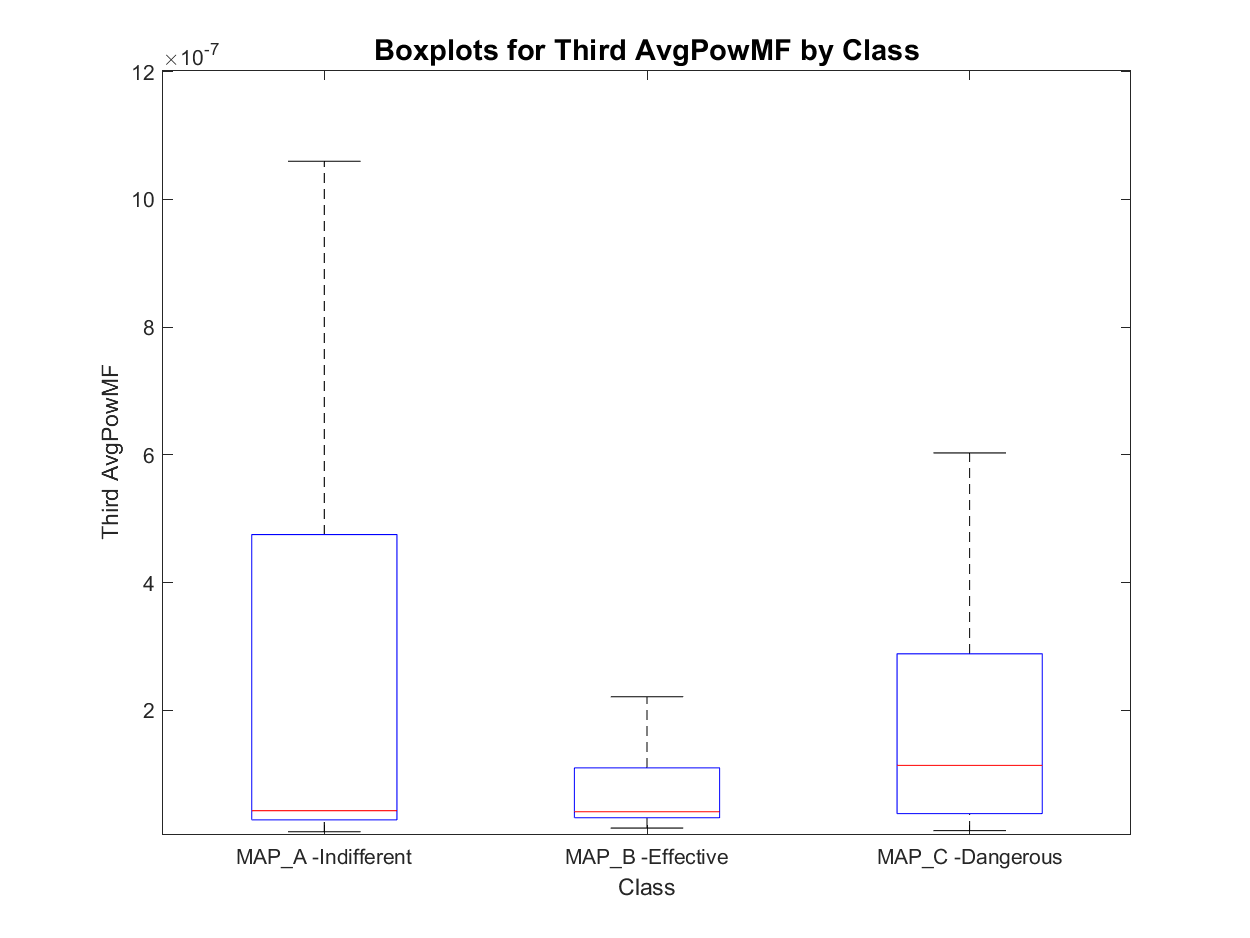 Boxplots for Third AvgPowMF by Class
×10-7
12
10
8
6
4
2
Third AvgPowMF
MAP_A -Indifferent
MAP_B -Effective
MAP_C -Dangerous
Class